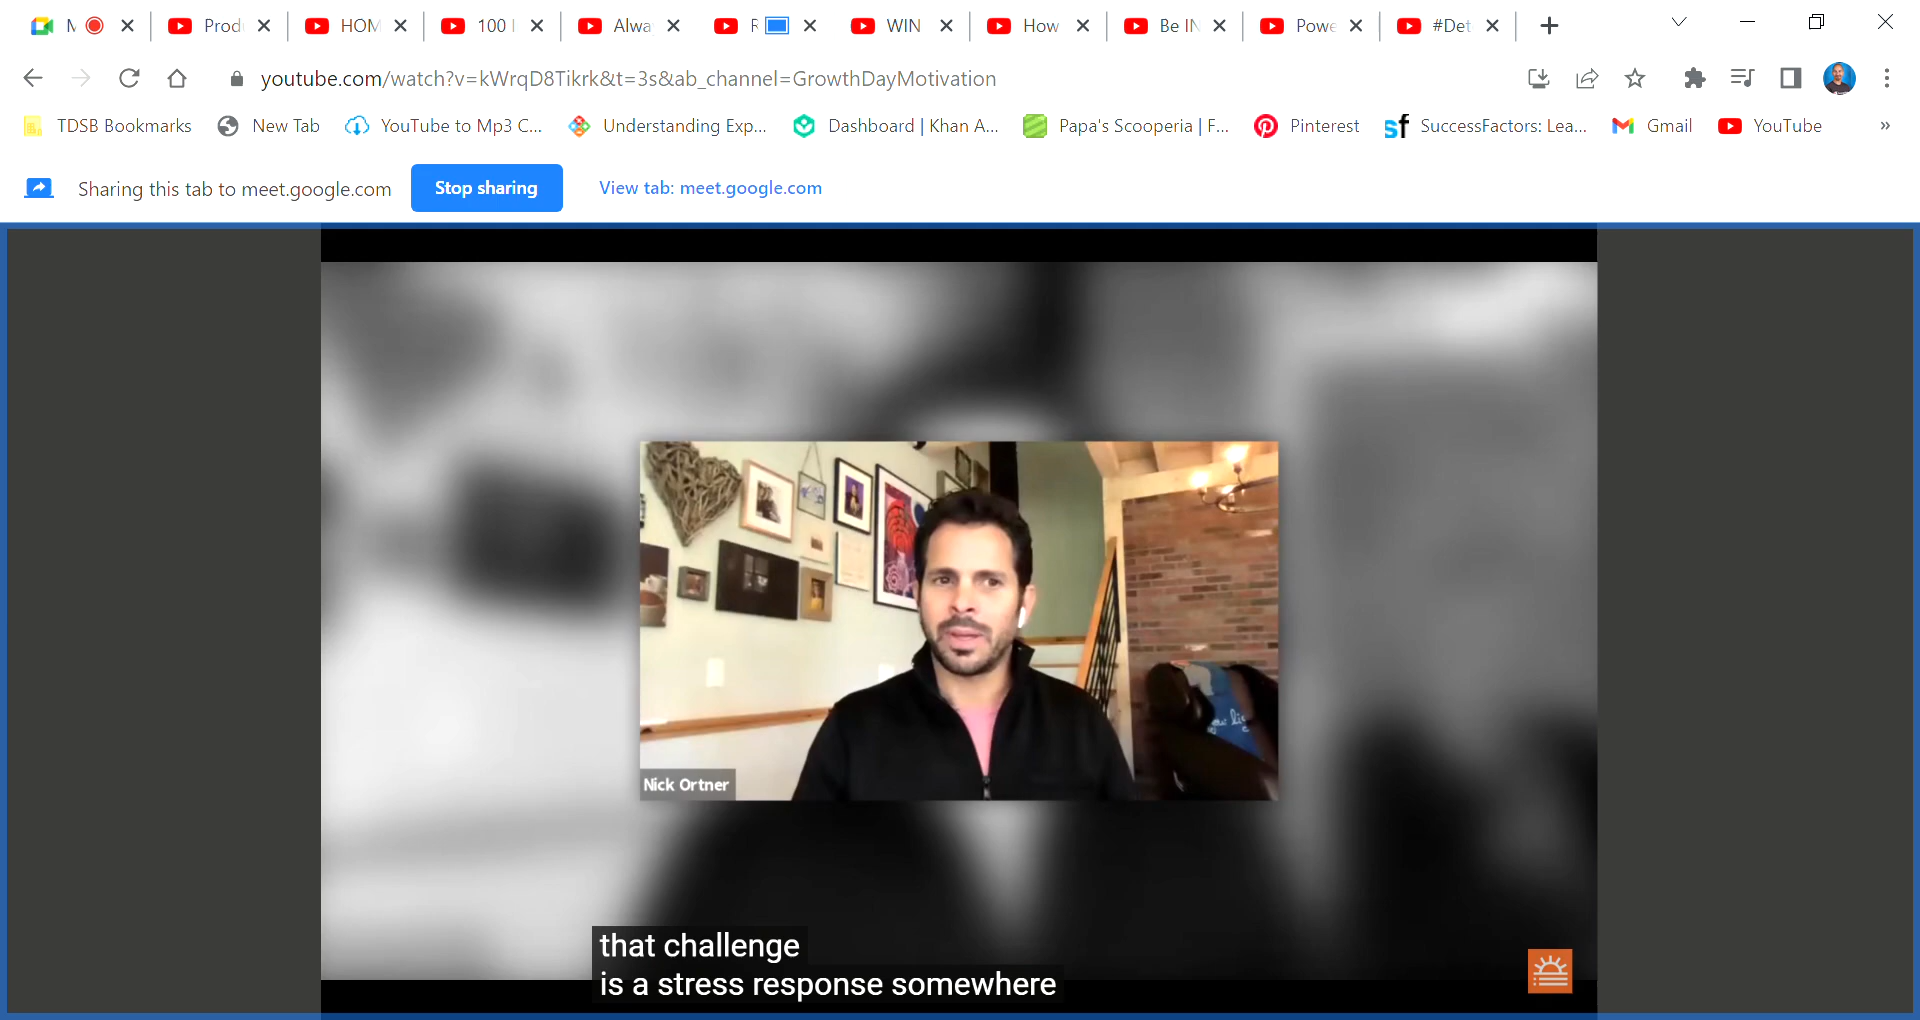 M
Prod
HOM
100
Alwa
R
WIN
How
Be IN
Powe
#Det
youtube.com/watch?v=kWrqD8Tikrk&t=3s&ab_channel=GrowthDayMotivation
TDSB Bookmarks
New Tab
YouTube to Mp3 C...
Understanding Exp...
Dashboard | Khan A...
Papa's Scooperia | F...
Pinterest
sf
SuccessFactors: Lea...
Gmail
YouTube
»
Sharing this tab to meet.google.com
Stop sharing
View tab: meet.google.com
Nick Ortner
that challenge
is a stress response somewhere